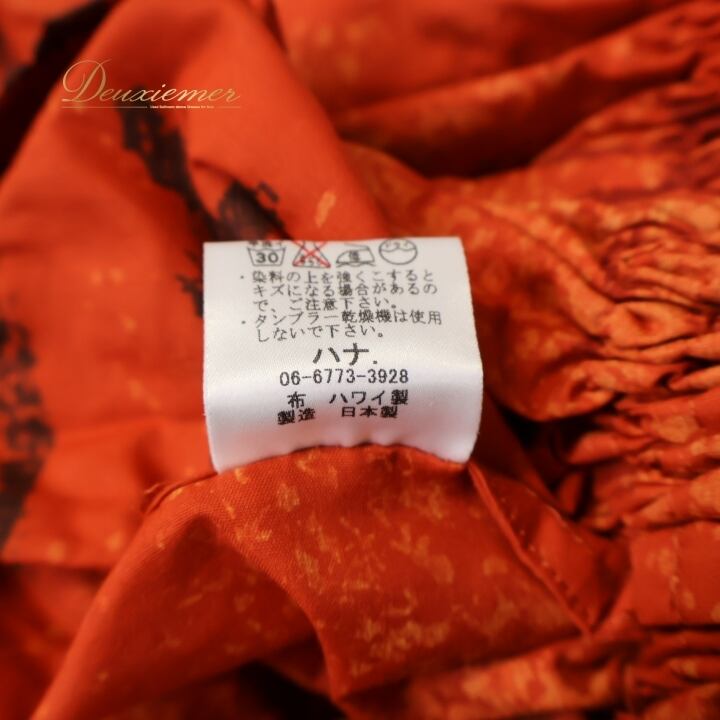 Deuxiemer
30
・染料の上を強くこすると
キズになる場合があるの
で、ご注意下さい。
・タンブラー乾燥機は使用
しないで下さい。
ハナ.
06-6773-3928
布 ハワイ製
製造 日本製